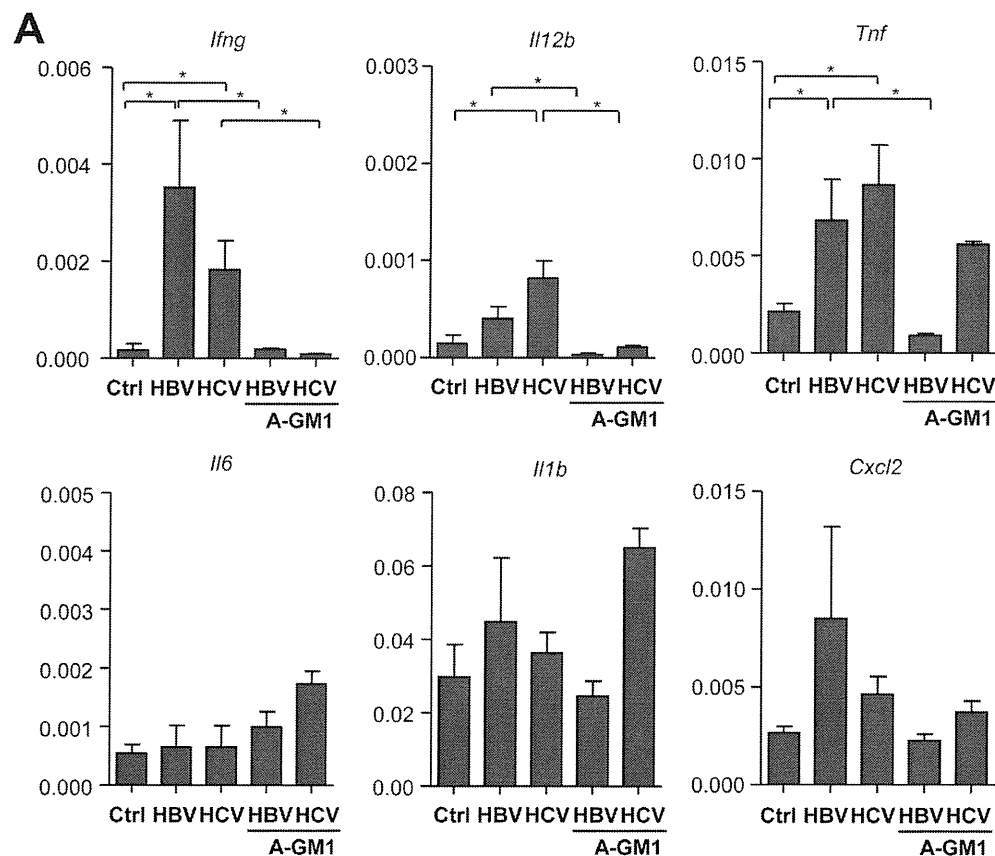 A
Ifng
0.006
0.004
0.002
0.000
* * * *
Ctrl HBV HCV HBV HCV
A-GM1
Il12b
0.003
0.002
0.001
0.000
* * *
Ctrl HBV HCV HBV HCV
A-GM1
Tnf
0.015
0.010
0.005
0.000
* * *
Ctrl HBV HCV HBV HCV
A-GM1
Il6
0.005
0.004
0.003
0.002
0.001
0.000
Ctrl HBV HCV HBV HCV
A-GM1
Il1b
0.08
0.06
0.04
0.02
0.00
Ctrl HBV HCV HBV HCV
A-GM1
Cxcl2
0.015
0.010
0.005
0.000
Ctrl HBV HCV HBV HCV
A-GM1